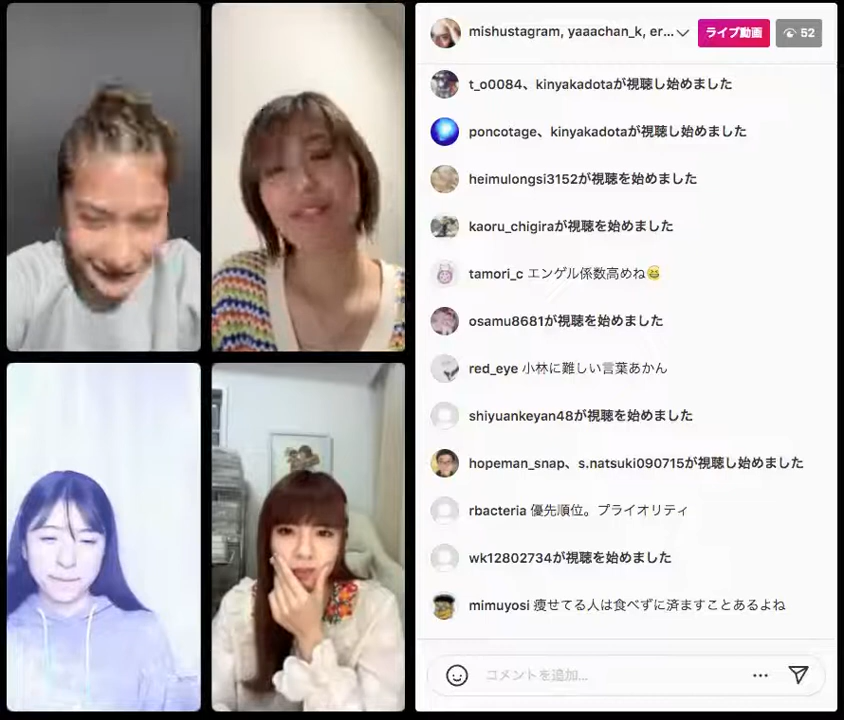 mishustagram, yaaachan_k, er...
ライブ動画
52
t_o0084、kinyakadotaが視聴し始めました
poncotage、kinyakadotaが視聴し始めました
heimulongsi3152が視聴を始めました
kaoru_chigiraが視聴を始めました
tamori_c エンゲル係数高めね😄
osamu8681が視聴を始めました
red_eye 小林に難しい言葉あかん
shiyuankeyan48が視聴を始めました
hopeman_snap、s.natsuki090715が視聴し始めました
rbacteria 優先順位。プライオリティ
wk12802734が視聴を始めました
mimuyosi 痩せてる人は食べずに済ますことあるよね
コメントを追加...